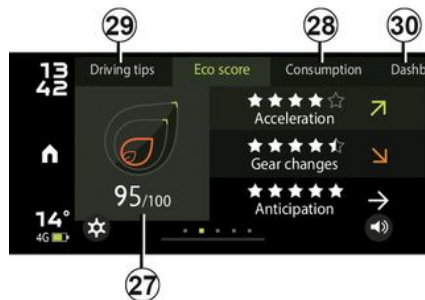 29 28 30
13
42
Driving tips Eco score Consumption Dashb
Acceleration
Gear changes
95/100
Anticipation
14°
4G
27